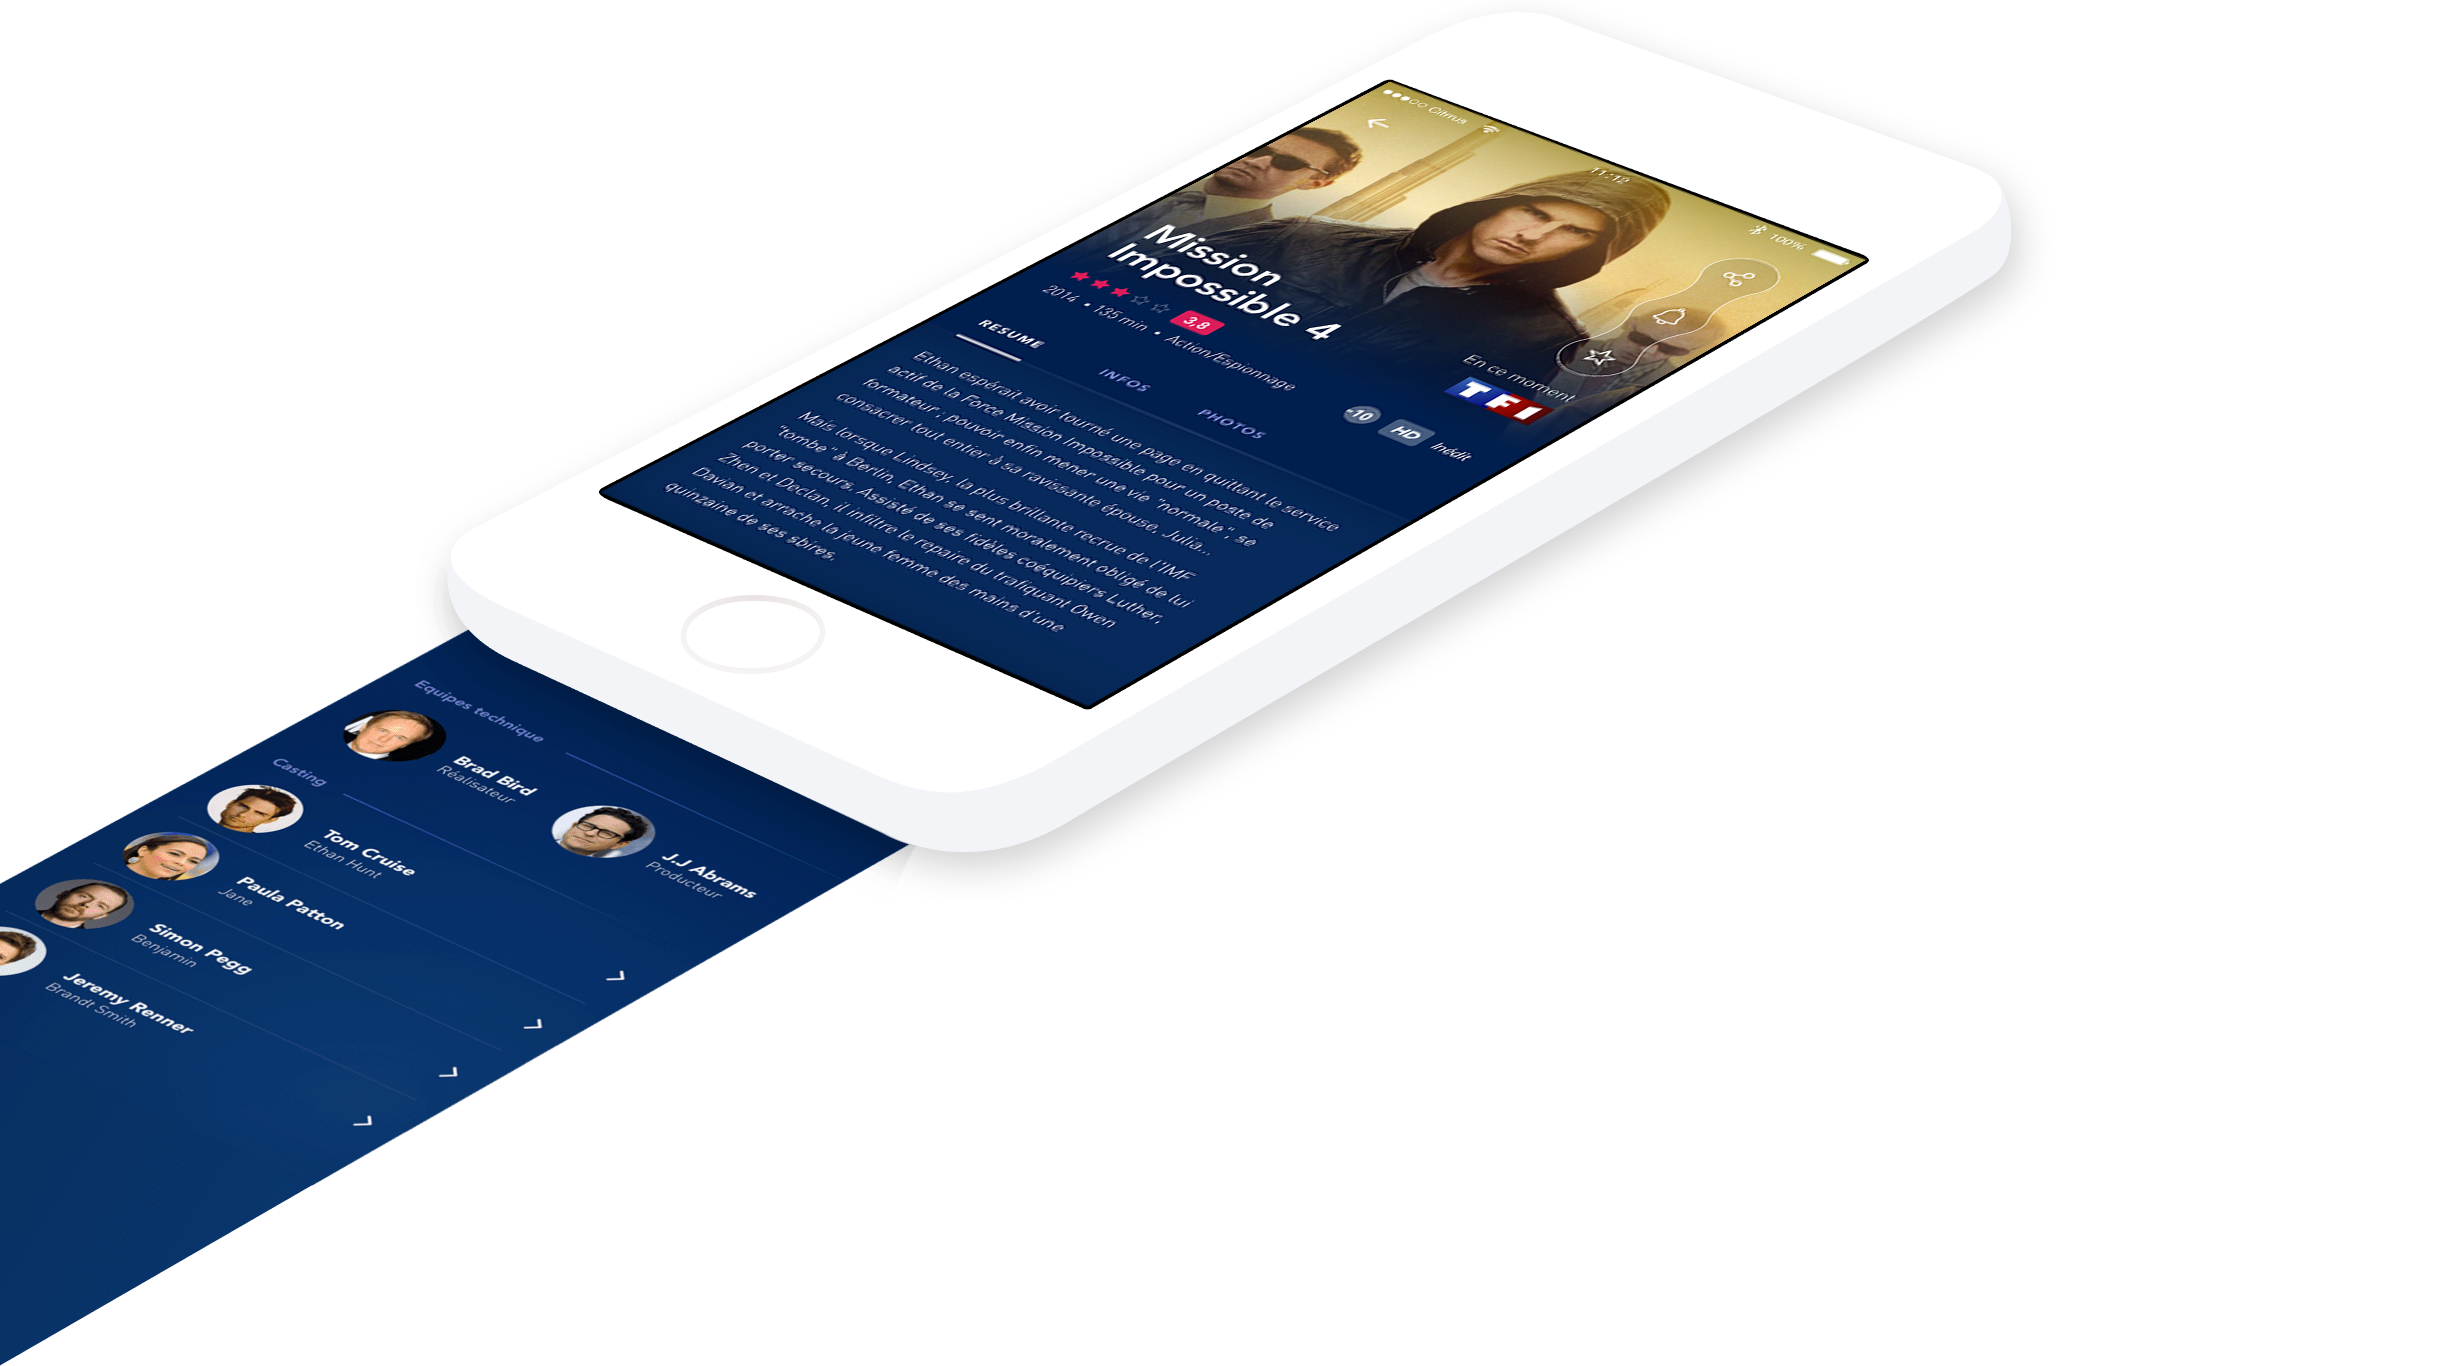 Citrrus
11:12
100%
Mission
Impossible 4
3,8
2014 • 135 min • Action/Espionnage
En ce moment
TF1
-10 HD Inédit
RESUME INFOS PHOTOS
Ethan espérait avoir tourné une page en quittant le service
actif de la Force Mission Impossible pour un poste de
formateur : pouvoir enfin mener une vie "normale", se
consacrer tout entier à sa ravissante épouse, Julia...
Mais lorsque Lindsey, la plus brillante recrue de l'IMF
"tombe" à Berlin, Ethan se sent moralement obligé de lui
porter secours. Assisté de ses fidèles coéquipiers Luther,
Zhen et Declan, il infiltre le repaire du trafiquant Owen
Davian et arrache la jeune femme des mains d'une
quinzaine de ses sbires.
Equipes technique
Brad Bird
Réalisateur
J.J Abrams
Producteur
Casting
Tom Cruise
Ethan Hunt
Paula Patton
Jane
Simon Pegg
Benjamin
Jeremy Renner
Brandt Smith